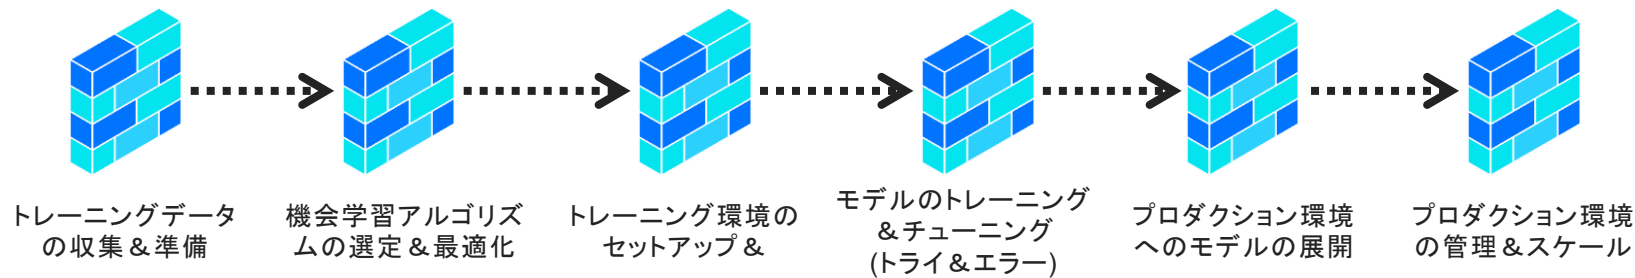 トレーニングデータ
の収集＆準備
機会学習アルゴリズ
ムの選定＆最適化
トレーニング環境の
セットアップ＆
モデルのトレーニング
＆チューニング
(トライ＆エラー)
プロダクション環境
へのモデルの展開
プロダクション環境
の管理＆スケール